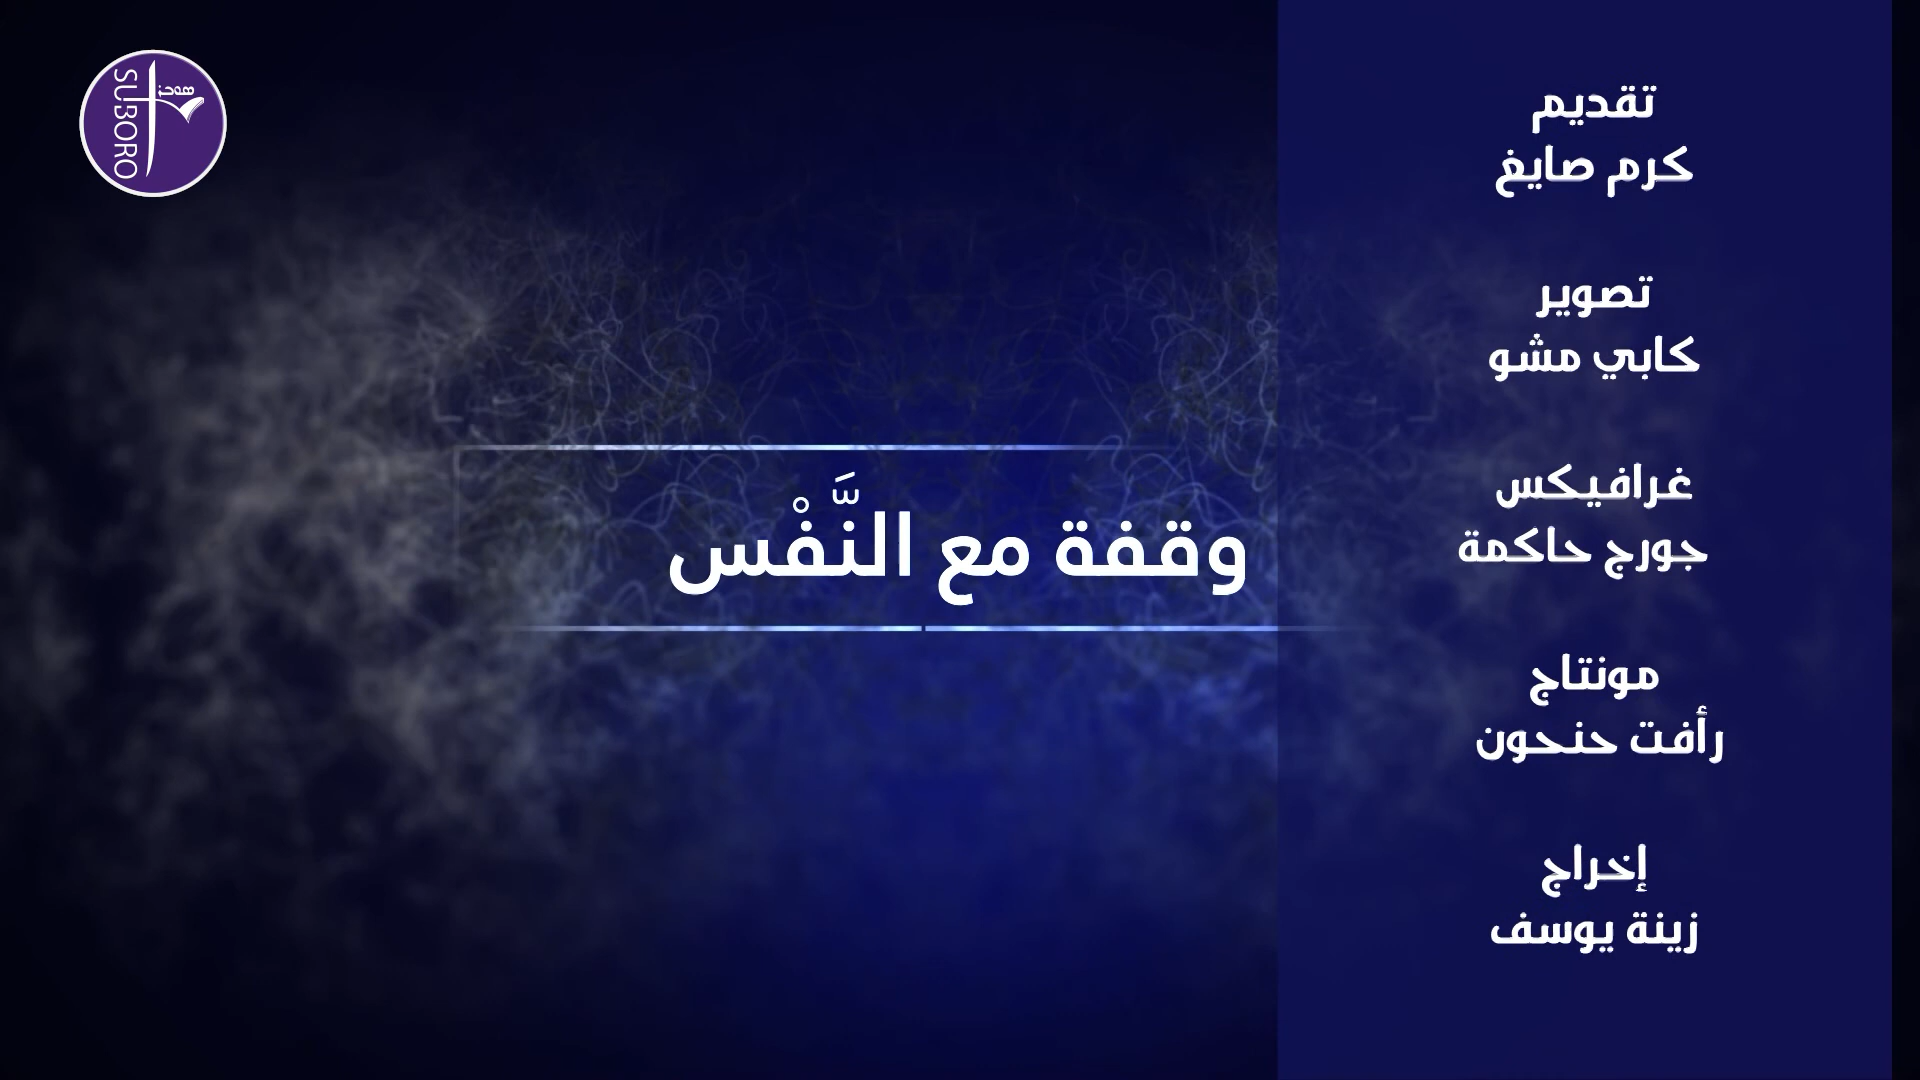 SUBORO
وقفة مع النَّفْس
تقديم
كرم صايغ
تصوير
كابي مشو
غرافيكس
جورج حاكمة
مونتاج
رأفت حنحون
إخراج
زينة يوسف